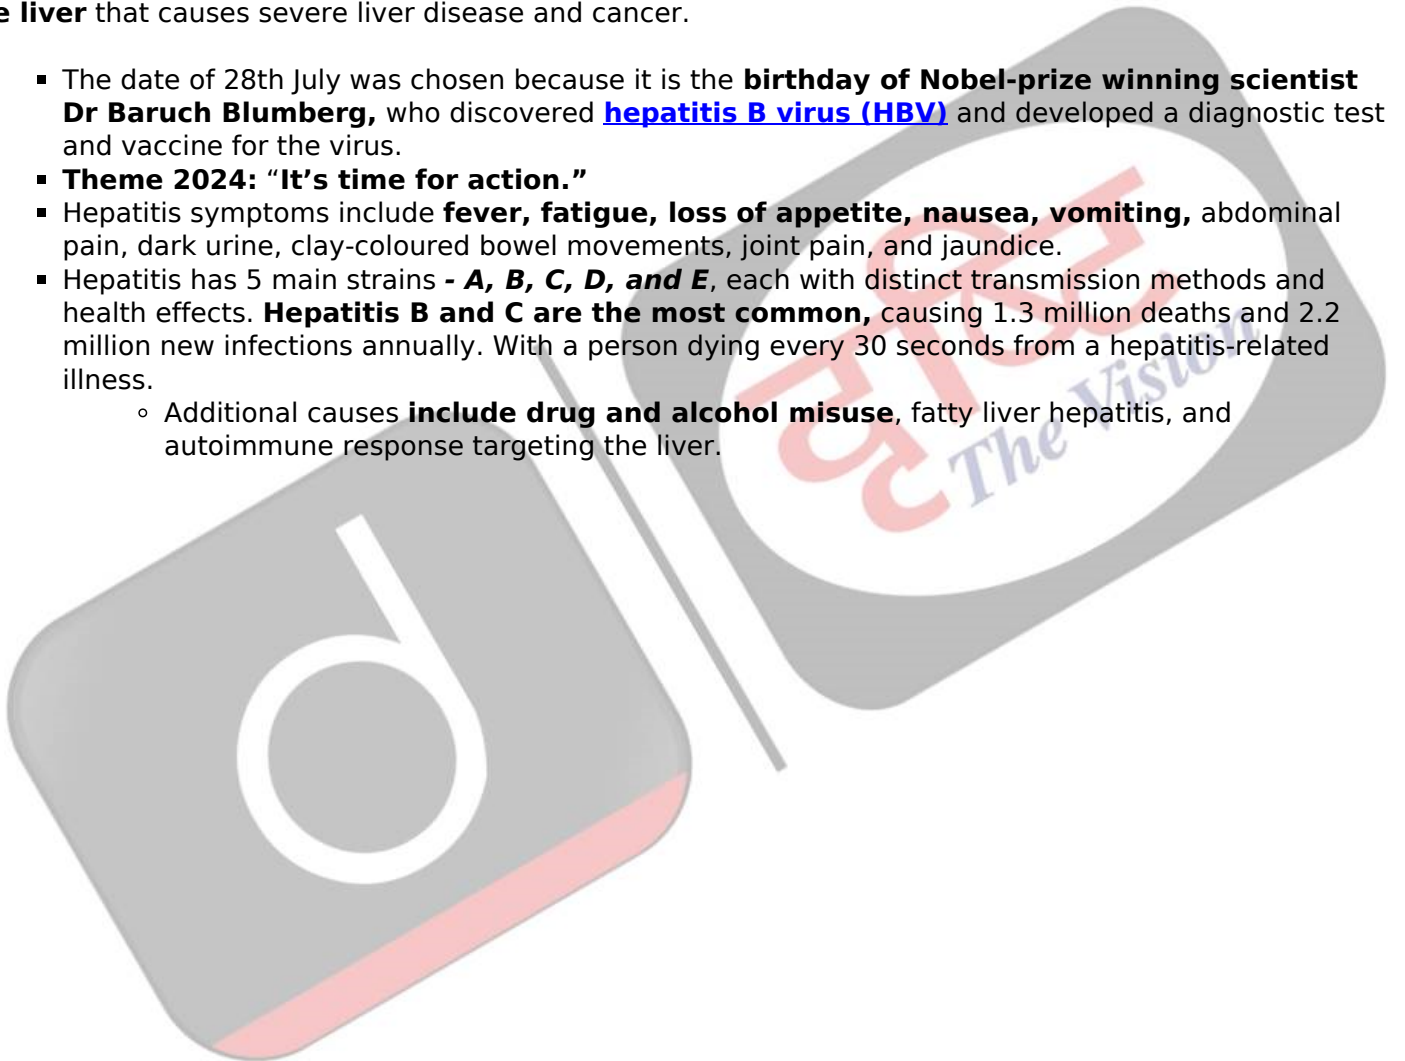 e liver that causes severe liver disease and cancer.
▪ The date of 28th July was chosen because it is the birthday of Nobel-prize winning scientist
Dr Baruch Blumberg, who discovered hepatitis B virus (HBV) and developed a diagnostic test
and vaccine for the virus.
▪ Theme 2024: “It’s time for action.”
▪ Hepatitis symptoms include fever, fatigue, loss of appetite, nausea, vomiting, abdominal
pain, dark urine, clay-coloured bowel movements, joint pain, and jaundice.
▪ Hepatitis has 5 main strains - A, B, C, D, and E, each with distinct transmission methods and
health effects. Hepatitis B and C are the most common, causing 1.3 million deaths and 2.2
million new infections annually. With a person dying every 30 seconds from a hepatitis-related
illness.
◦ Additional causes include drug and alcohol misuse, fatty liver hepatitis, and
autoimmune response targeting the liver.
दृष्टि
The Vision
d